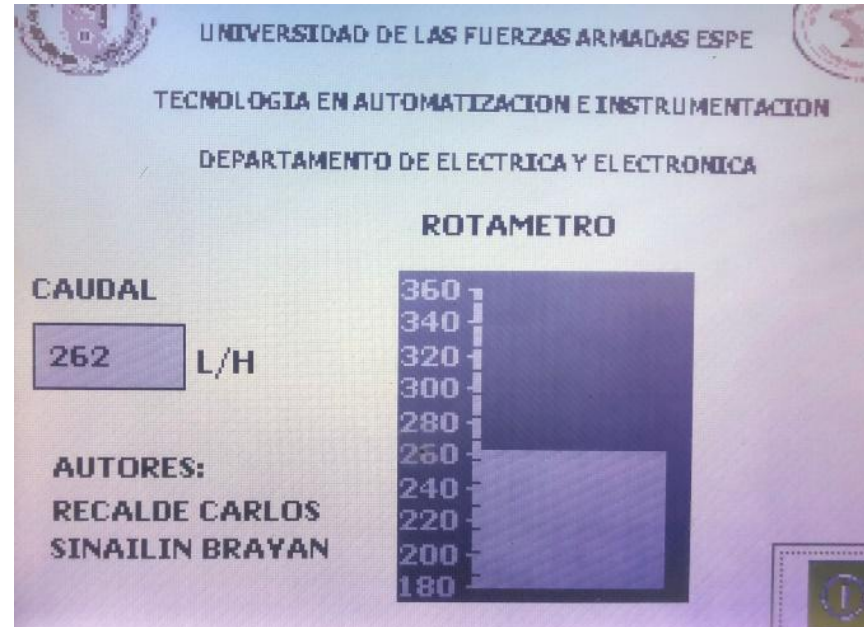 UNIVERSIDAD DE LAS FUERZAS ARMADAS ESPE
TECNOLOGIA EN AUTOMATIZACION E INSTRUMENTACION
DEPARTAMENTO DE ELECTRICA Y ELECTRONICA
ROTAMETRO
CAUDAL
262 L/H
360
340
320
300
280
260
240
220
200
180
AUTORES:
RECALDE CARLOS
SINAILIN BRAYAN